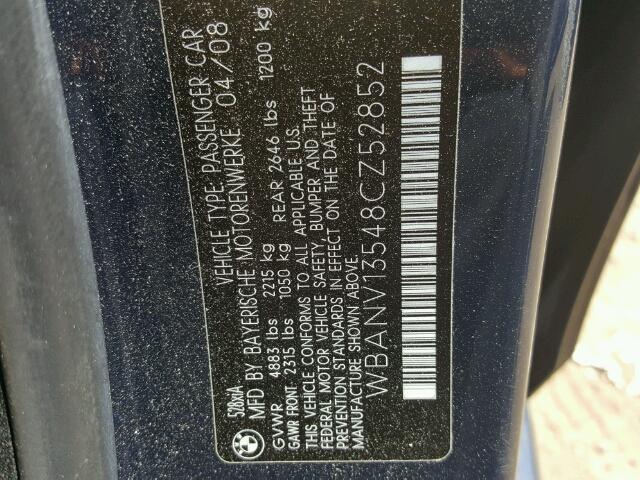 528xiA
VEHICLE TYPE: PASSENGER CAR
MFD BY BAYERISCHE MOTORENWERKE 04/08
GVWR 4883 lbs 2215 kg
GAWR FRONT 2315 lbs 1050 kg REAR 2646 lbs 1200 kg
THIS VEHICLE CONFORMS TO ALL APPLICABLE U.S.
FEDERAL MOTOR VEHICLE SAFETY, BUMPER AND THEFT
PREVENTION STANDARDS IN EFFECT ON THE DATE OF
MANUFACTURE SHOWN ABOVE.
WBANV13548CZ52852